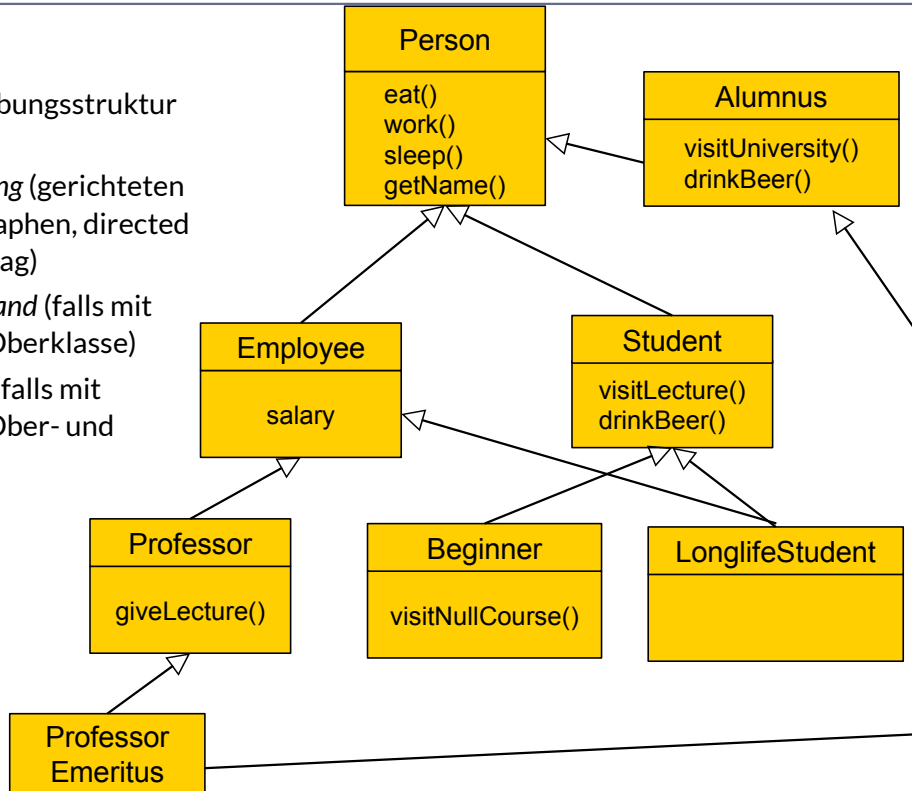 bungsstruktur
ng (gerichteten
aphen, directed
ag)
and (falls mit
Oberklasse)
falls mit
Ober- und
Person
eat()
work()
sleep()
getName()
Alumnus
visitUniversity()
drinkBeer()
Employee
salary
Student
visitLecture()
drinkBeer()
Professor
giveLecture()
Beginner
visitNullCourse()
LonglifeStudent
Professor
Emeritus